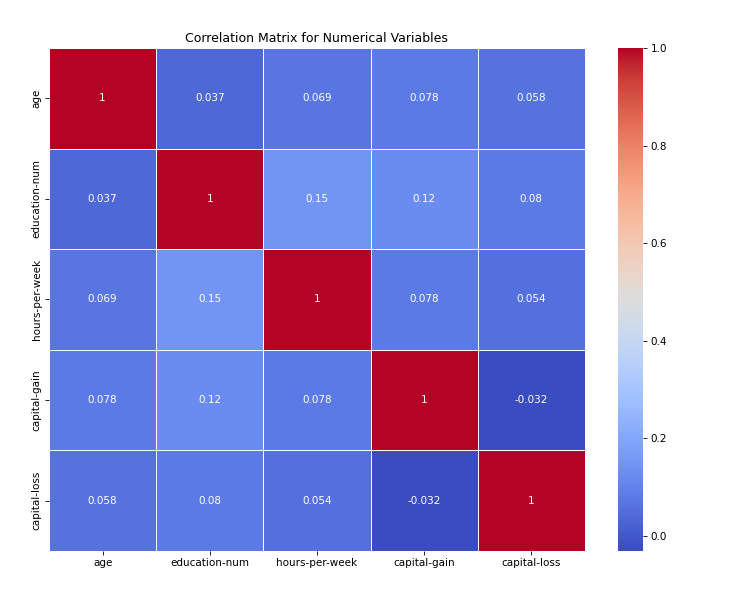 Correlation Matrix for Numerical Variables
age 1 0.037 0.069 0.078 0.058
education-num 0.037 1 0.15 0.12 0.08
hours-per-week 0.069 0.15 1 0.078 0.054
capital-gain 0.078 0.12 0.078 1 -0.032
capital-loss 0.058 0.08 0.054 -0.032 1
age education-num hours-per-week capital-gain capital-loss
1.0
0.8
0.6
0.4
0.2
0.0